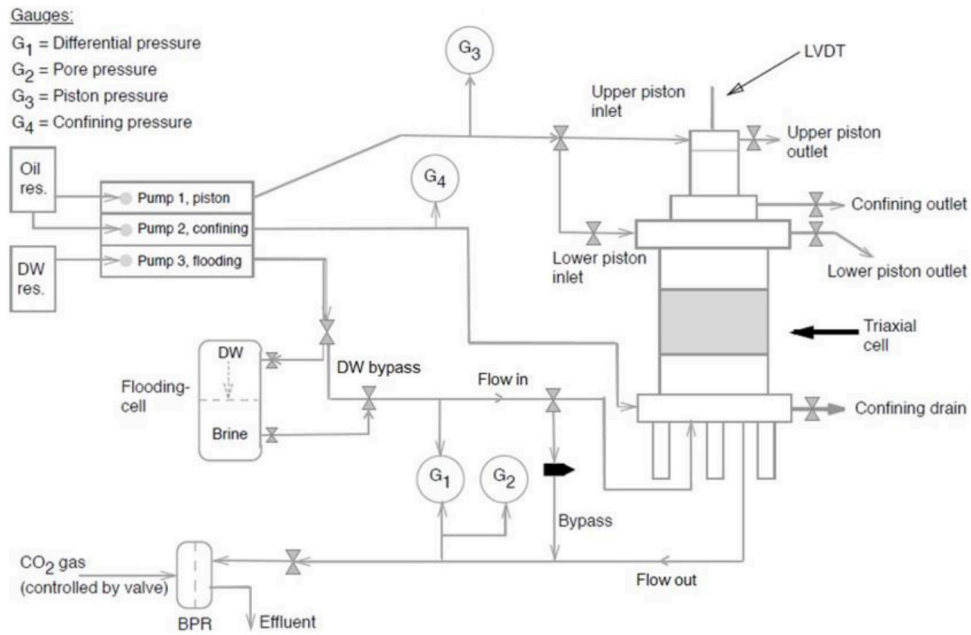 Gauges:
G1 = Differential pressure
G2 = Pore pressure
G3 = Piston pressure
G4 = Confining pressure
G3
LVDT
Upper piston
inlet
Upper piston
outlet
Oil
res.
Pump 1, piston
G4
Pump 2, confining
Confining outlet
DW
res.
Pump 3, flooding
Lower piston
inlet
Lower piston outlet
Triaxial
cell
DW
DW bypass
Flooding-
cell
Flow in
Brine
Confining drain
G1
G2
Bypass
CO2 gas
(controlled by valve)
Flow out
BPR
Effluent